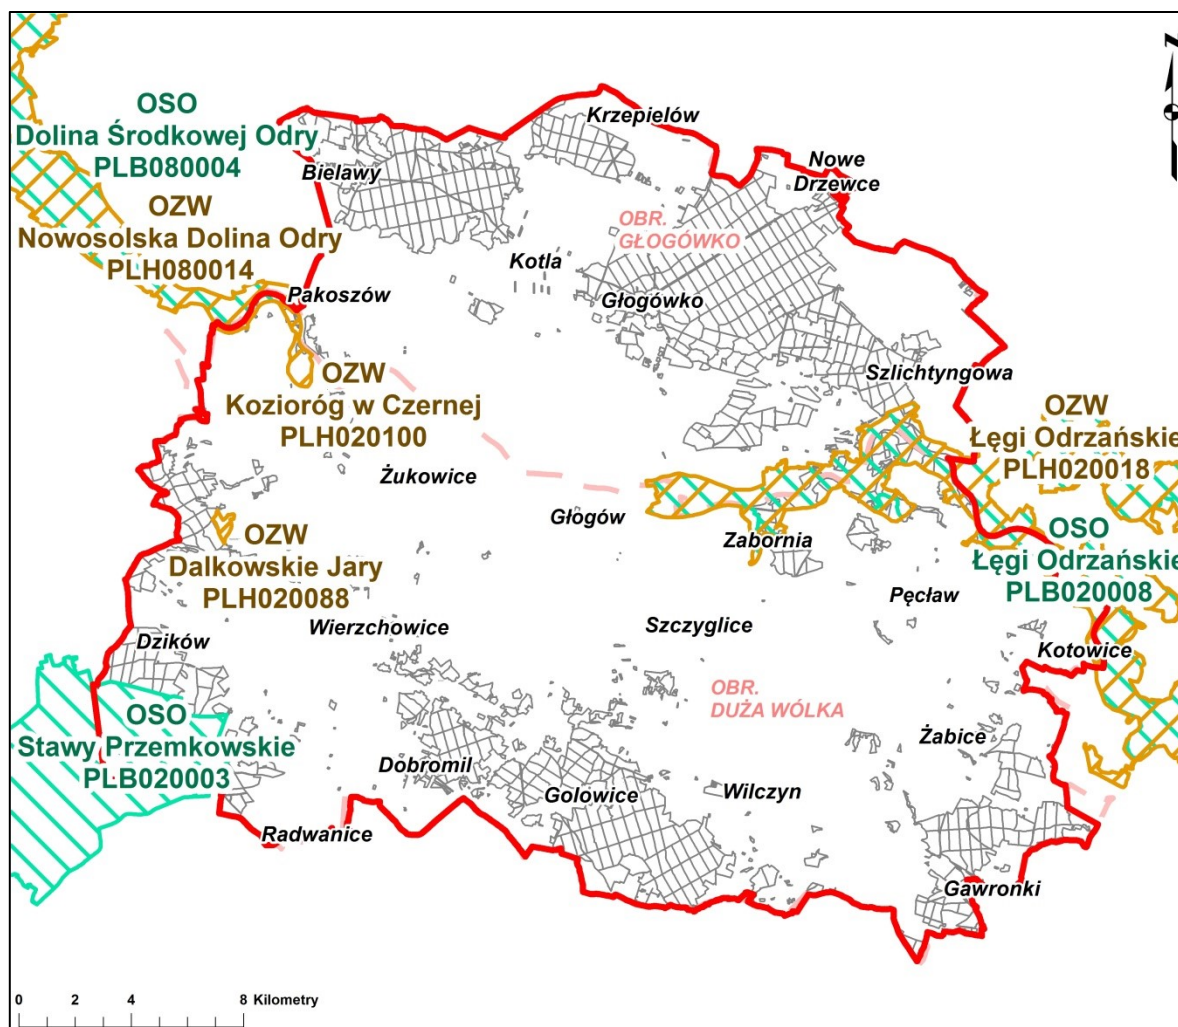 N
OSO
Dolina Środkowej Odry
PLB080004
Krzepielów
Nowe
Drzewce
Bielawy
OZW
Nowosolska Dolina Odry
PLH080014
OBR.
GŁOGÓWKO
Kotla
Pakoszów
Głogówko
OZW
Kozioróg w Czernej
PLH020100
Szlichtyngowa
OZW
Łęgi Odrzańskie
PLH020018
Żukowice
Głogów
Zabornia
OZW
Dalkowskie Jary
PLH020088
OSO
Łęgi Odrzańskie
PLB020008
Pęcław
Wierzchowice
Szczyglice
Dzików
Kotowice
OBR.
DUŻA WÓLKA
OSO
Stawy Przemkowskie
PLB020003
Żabice
Dobromil
Golowice
Wilczyn
Radwanice
Gawronki
0 2 4 8 Kilometry